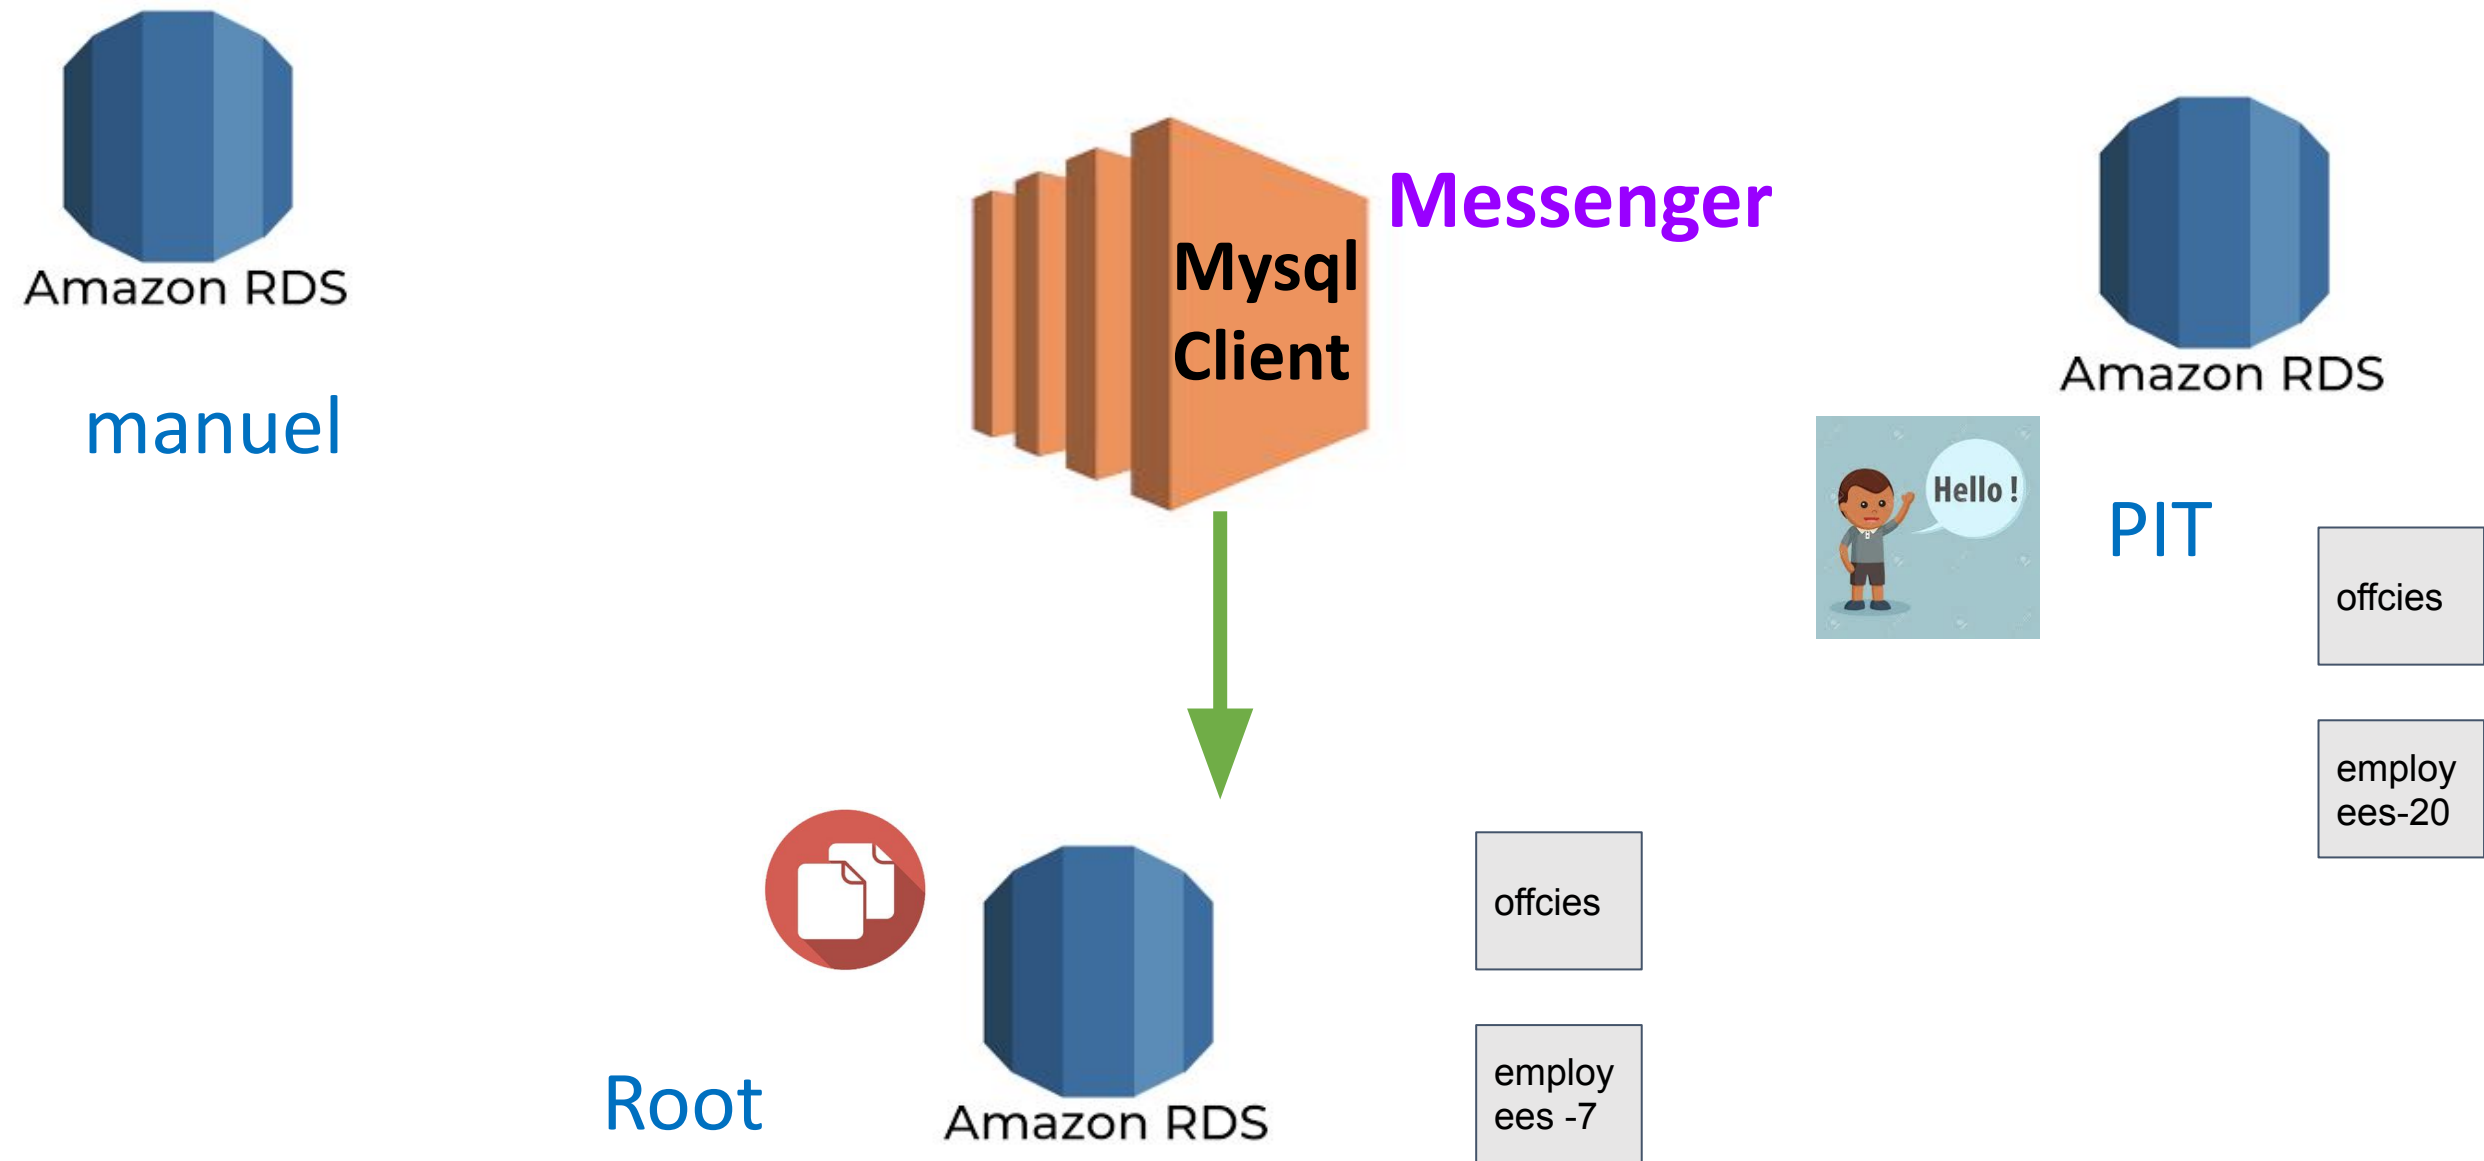 Amazon RDS
manuel
Mysql
Client
Messenger
Amazon RDS
Hello !
PIT
offcies
employ
ees-20
Root
Amazon RDS
offcies
employ
ees -7